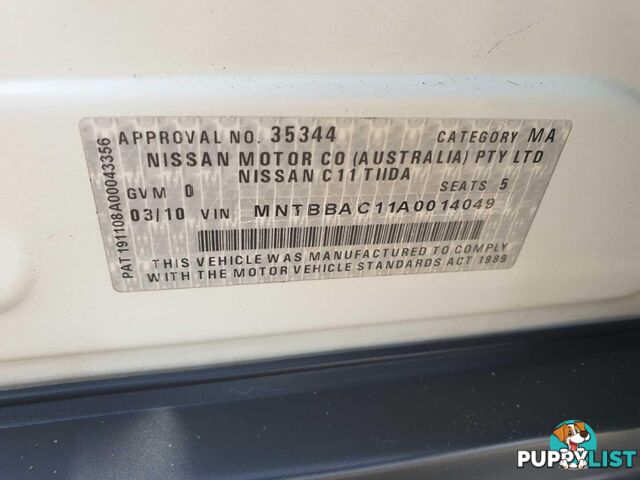 APPROVAL NO. 35344 CATEGORY MA
NISSAN MOTOR CO (AUSTRALIA) PTY LTD
NISSAN C11 TIIDA
GVM 0 SEATS 5
03/10 VIN MNTBBAC11A0014049
THIS VEHICLE WAS MANUFACTURED TO COMPLY
WITH THE MOTOR VEHICLE STANDARDS ACT 1989
PAT 191108A00043356
PUPPYLIST